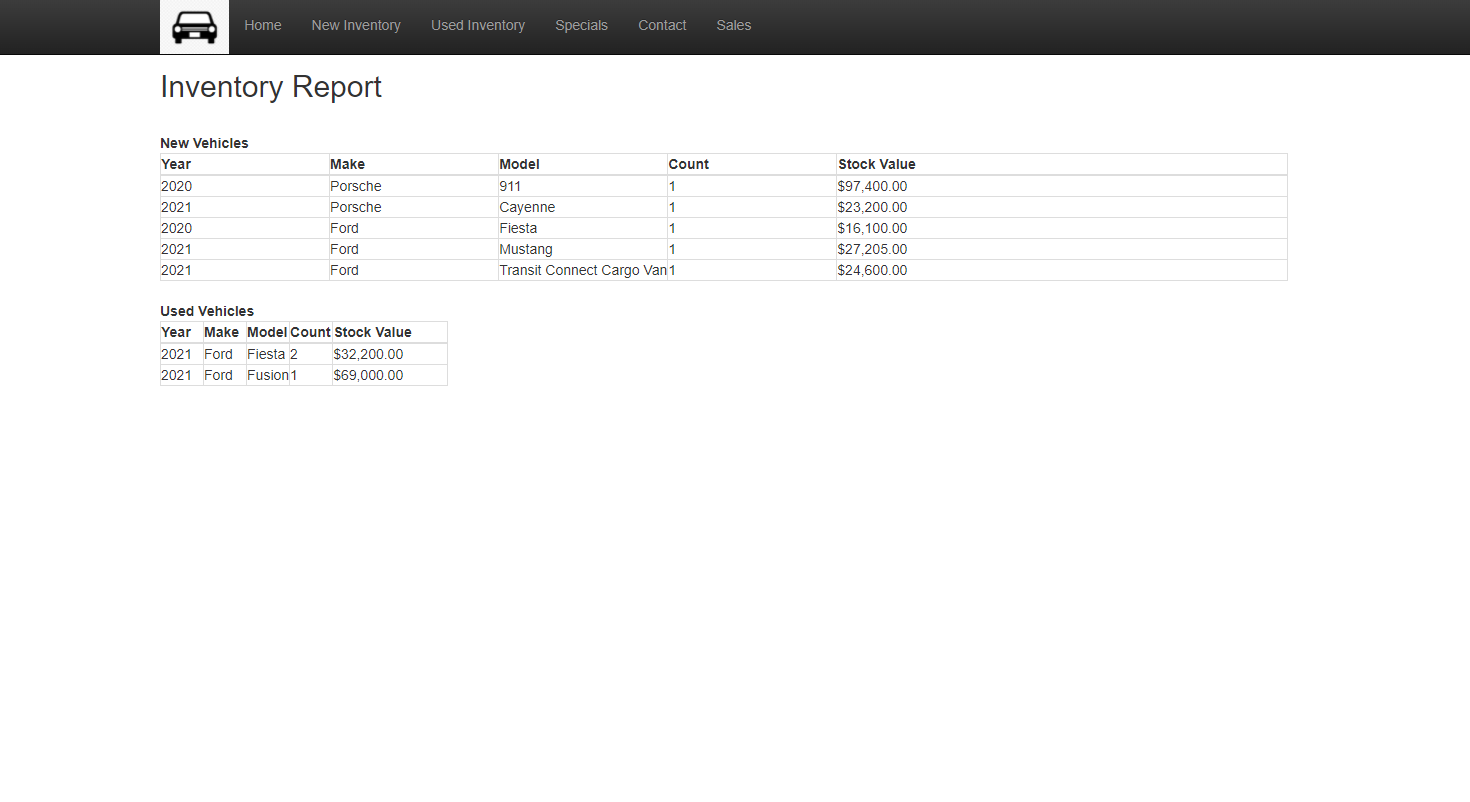 Home New Inventory Used Inventory Specials Contact Sales
Inventory Report
New Vehicles
Year Make Model Count Stock Value
2020 Porsche 911 1 $97,400.00
2021 Porsche Cayenne 1 $23,200.00
2020 Ford Fiesta 1 $16,100.00
2021 Ford Mustang 1 $27,205.00
2021 Ford Transit Connect Cargo Van 1 $24,600.00
Used Vehicles
Year Make Model Count Stock Value
2021 Ford Fiesta 2 $32,200.00
2021 Ford Fusion 1 $69,000.00